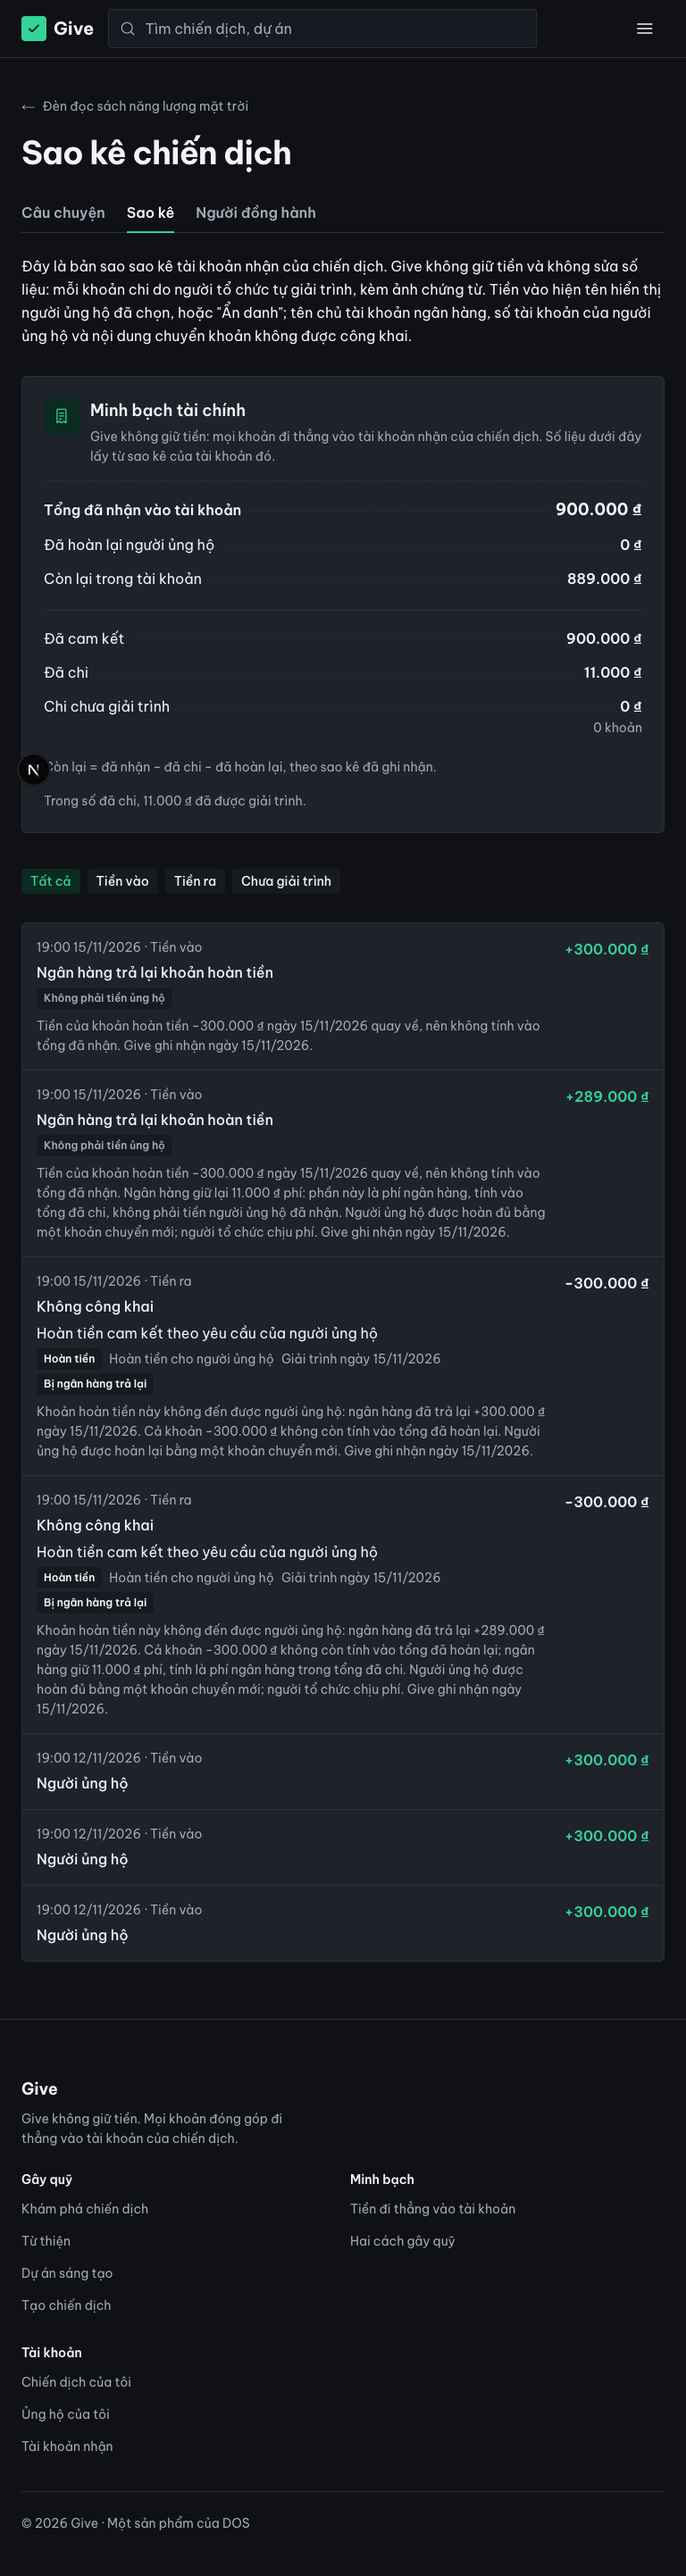 Give
Tìm chiến dịch, dự án
← Đèn đọc sách năng lượng mặt trời
Sao kê chiến dịch
Câu chuyện Sao kê Người đồng hành
Đây là bản sao sao kê tài khoản nhận của chiến dịch. Give không giữ tiền và không sửa số
liệu: mỗi khoản chi do người tổ chức tự giải trình, kèm ảnh chứng từ. Tiền vào hiện tên hiển thị
người ủng hộ đã chọn, hoặc "Ẩn danh"; tên chủ tài khoản ngân hàng, số tài khoản của người
ủng hộ và nội dung chuyển khoản không được công khai.
Minh bạch tài chính
Give không giữ tiền: mọi khoản đi thẳng vào tài khoản nhận của chiến dịch. Số liệu dưới đây
lấy từ sao kê của tài khoản đó.
Tổng đã nhận vào tài khoản 900.000 ₫
Đã hoàn lại người ủng hộ 0 ₫
Còn lại trong tài khoản 889.000 ₫
Đã cam kết 900.000 ₫
Đã chi 11.000 ₫
Chi chưa giải trình 0 ₫
0 khoản
Còn lại = đã nhận − đã chi − đã hoàn lại, theo sao kê đã ghi nhận.
Trong số đã chi, 11.000 ₫ đã được giải trình.
Tất cả Tiền vào Tiền ra Chưa giải trình
19:00 15/11/2026 · Tiền vào +300.000 ₫
Ngân hàng trả lại khoản hoàn tiền
Không phải tiền ủng hộ
Tiền của khoản hoàn tiền −300.000 ₫ ngày 15/11/2026 quay về, nên không tính vào
tổng đã nhận. Give ghi nhận ngày 15/11/2026.
19:00 15/11/2026 · Tiền vào +289.000 ₫
Ngân hàng trả lại khoản hoàn tiền
Không phải tiền ủng hộ
Tiền của khoản hoàn tiền −300.000 ₫ ngày 15/11/2026 quay về, nên không tính vào
tổng đã nhận. Ngân hàng giữ lại 11.000 ₫ phí: phần này là phí ngân hàng, tính vào
tổng đã chi, không phải tiền người ủng hộ đã nhận. Người ủng hộ được hoàn đủ bằng
một khoản chuyển mới; người tổ chức chịu phí. Give ghi nhận ngày 15/11/2026.
19:00 15/11/2026 · Tiền ra −300.000 ₫
Không công khai
Hoàn tiền cam kết theo yêu cầu của người ủng hộ
Hoàn tiền Hoàn tiền cho người ủng hộ Giải trình ngày 15/11/2026
Bị ngân hàng trả lại
Khoản hoàn tiền này không đến được người ủng hộ: ngân hàng đã trả lại +300.000 ₫
ngày 15/11/2026. Cả khoản −300.000 ₫ không còn tính vào tổng đã hoàn lại. Người
ủng hộ được hoàn lại bằng một khoản chuyển mới. Give ghi nhận ngày 15/11/2026.
19:00 15/11/2026 · Tiền ra −300.000 ₫
Không công khai
Hoàn tiền cam kết theo yêu cầu của người ủng hộ
Hoàn tiền Hoàn tiền cho người ủng hộ Giải trình ngày 15/11/2026
Bị ngân hàng trả lại
Khoản hoàn tiền này không đến được người ủng hộ: ngân hàng đã trả lại +289.000 ₫
ngày 15/11/2026. Cả khoản −300.000 ₫ không còn tính vào tổng đã hoàn lại; ngân
hàng giữ 11.000 ₫ phí, tính là phí ngân hàng trong tổng đã chi. Người ủng hộ được
hoàn đủ bằng một khoản chuyển mới; người tổ chức chịu phí. Give ghi nhận ngày
15/11/2026.
19:00 12/11/2026 · Tiền vào +300.000 ₫
Người ủng hộ
19:00 12/11/2026 · Tiền vào +300.000 ₫
Người ủng hộ
19:00 12/11/2026 · Tiền vào +300.000 ₫
Người ủng hộ
Give
Give không giữ tiền. Mọi khoản đóng góp đi
thẳng vào tài khoản của chiến dịch.
Gây quỹ
Khám phá chiến dịch
Từ thiện
Dự án sáng tạo
Tạo chiến dịch
Minh bạch
Tiền đi thẳng vào tài khoản
Hai cách gây quỹ
Tài khoản
Chiến dịch của tôi
Ủng hộ của tôi
Tài khoản nhận
© 2026 Give · Một sản phẩm của DOS